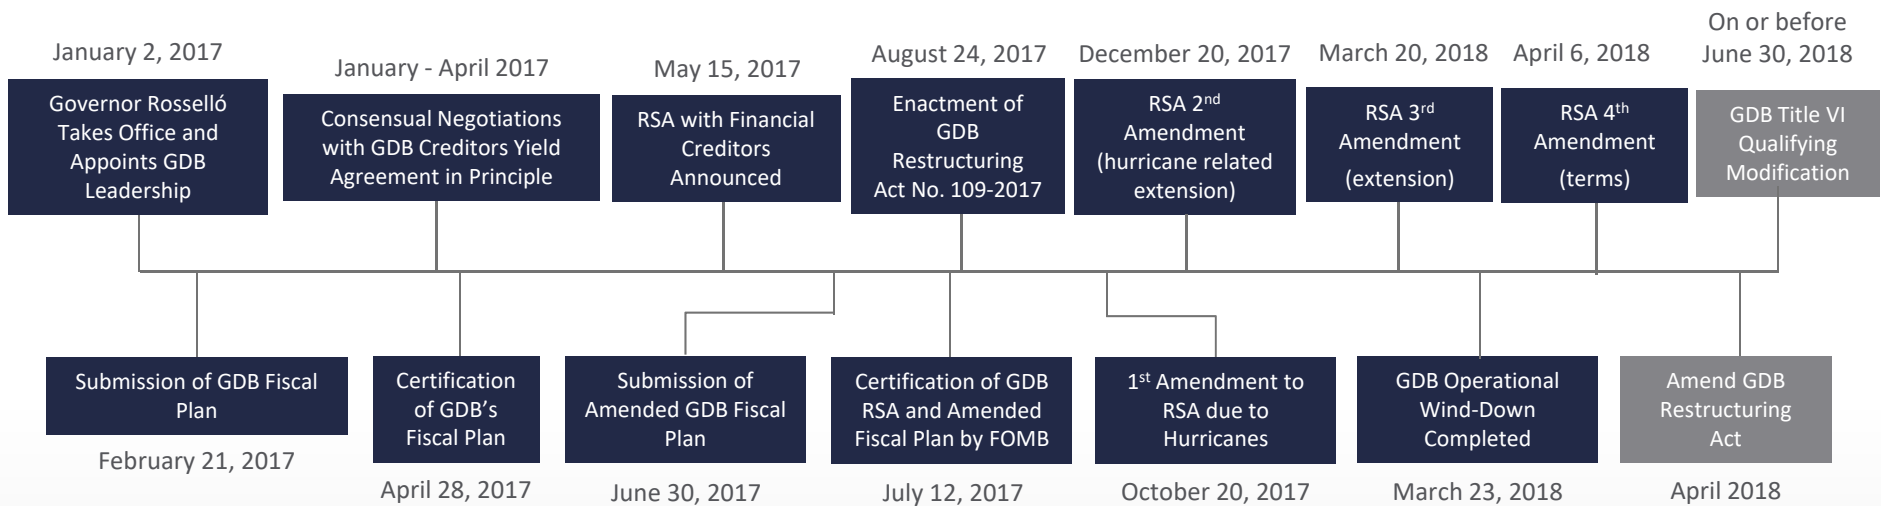 January 2, 2017
Governor Rosselló
Takes Office and
Appoints GDB
Leadership
January - April 2017
Consensual Negotiations
with GDB Creditors Yield
Agreement in Principle
May 15, 2017
RSA with Financial
Creditors
Announced
August 24, 2017
Enactment of
GDB
Restructuring
Act No. 109-2017
December 20, 2017
RSA 2nd
Amendment
(hurricane related
extension)
March 20, 2018
RSA 3rd
Amendment
(extension)
April 6, 2018
RSA 4th
Amendment
(terms)
On or before
June 30, 2018
GDB Title VI
Qualifying
Modification
Submission of GDB Fiscal
Plan
February 21, 2017
Certification
of GDB’s
Fiscal Plan
April 28, 2017
Submission of
Amended GDB Fiscal
Plan
June 30, 2017
Certification of GDB
RSA and Amended
Fiscal Plan by FOMB
July 12, 2017
1st Amendment to
RSA due to
Hurricanes
October 20, 2017
GDB Operational
Wind-Down
Completed
March 23, 2018
Amend GDB
Restructuring
Act
April 2018